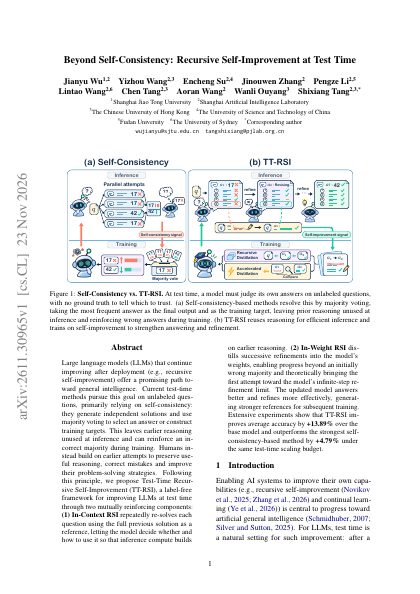 Beyond Self-Consistency: Recursive Self-Improvement at Test Time
Jianyu Wu1,2 Yizhou Wang2,3 Encheng Su2,4 Jinouwen Zhang2 Pengze Li2,5
Lintao Wang2,6 Chen Tang2,3 Aoran Wang2 Wanli Ouyang3 Shixiang Tang2,3,*
1Shanghai Jiao Tong University 2Shanghai Artificial Intelligence Laboratory
3The Chinese University of Hong Kong 4The University of Science and Technology of China
5Fudan University 6The University of Sydney *Corresponding author
wujianyu@sjtu.edu.cn tangshixiang@pjlab.org.cn
arXiv:2611.30965v1 [cs.CL] 23 Nov 2026
(a) Self-Consistency
(b) TT-RSI
Inference
Parallel attempts
17
17
42
17
Self-consistency signal
Training
17
42
17
Majority vote
Inference
17
refine
Revising
refine
42
Self-improvement signal
Training
Recursive
Distillation
Accelerated
Distillation
Figure 1: Self-Consistency vs. TT-RSI. At test time, a model must judge its own answers on unlabeled questions,
with no ground truth to tell which to trust. (a) Self-consistency-based methods resolve this by majority voting,
taking the most frequent answer as the final output and as the training target, leaving prior reasoning unused at
inference and reinforcing wrong answers during training. (b) TT-RSI reuses reasoning for efficient inference and
trains on self-improvement to strengthen answering and refinement.
Abstract
Large language models (LLMs) that continue
improving after deployment (e.g., recursive
self-improvement) offer a promising path to-
ward general intelligence. Current test-time
methods pursue this goal on unlabeled ques-
tions, primarily relying on self-consistency:
they generate independent solutions and use
majority voting to select an answer or construct
training targets. This leaves earlier reasoning
unused at inference and can reinforce an in-
correct majority during training. Humans in-
stead build on earlier attempts to preserve use-
ful reasoning, correct mistakes and improve
their problem-solving strategies. Following
this principle, we propose Test-Time Recur-
sive Self-Improvement (TT-RSI), a label-free
framework for improving LLMs at test time
through two mutually reinforcing components:
(1) In-Context RSI repeatedly re-solves each
question using the full previous solution as a
reference, letting the model decide whether and
how to use it so that inference compute builds
on earlier reasoning. (2) In-Weight RSI dis-
tills successive refinements into the model's
weights, enabling progress beyond an initially
wrong majority and theoretically bringing the
first attempt toward the model's infinite-step re-
finement limit. The updated model answers
better and refines more effectively, generat-
ing stronger references for subsequent training.
Extensive experiments show that TT-RSI im-
proves average accuracy by +13.89% over the
base model and outperforms the strongest self-
consistency-based method by +4.79% under
the same test-time scaling budget.
1 Introduction
Enabling AI systems to improve their own capa-
bilities (e.g., recursive self-improvement (Novikov
et al., 2025; Zhang et al., 2026) and continual learn-
ing (Ye et al., 2026)) is central to progress toward
artificial general intelligence (Schmidhuber, 2007;
Silver and Sutton, 2025). For LLMs, test time is
a natural setting for such improvement: after a
1